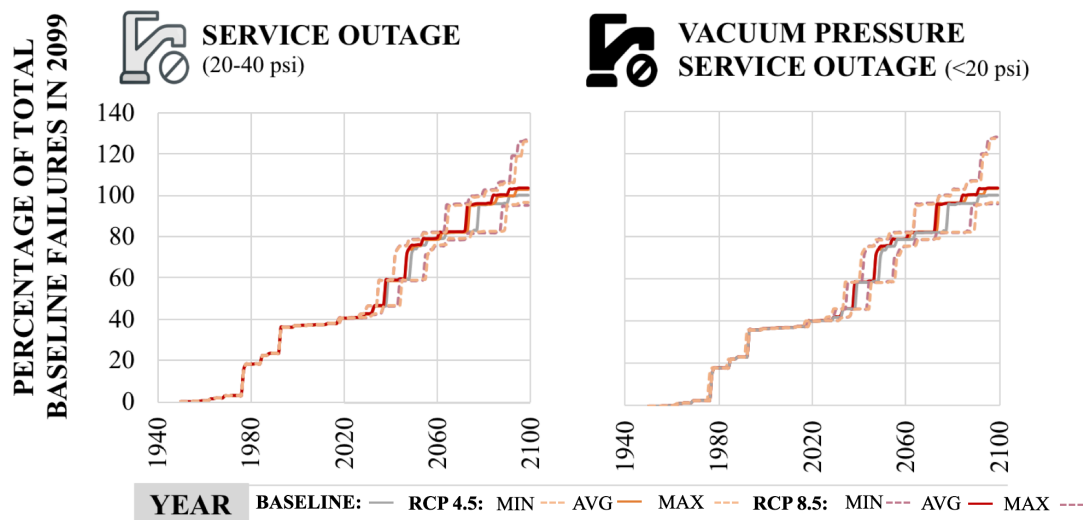 PERCENTAGE OF TOTAL
BASELINE FAILURES IN 2099
SERVICE OUTAGE
(20-40 psi)
VACUUM PRESSURE
SERVICE OUTAGE (<20 psi)
140
120
100
80
60
40
20
0
1940
1980
2020
2060
2100
1940
1980
2020
2060
2100
YEAR
BASELINE: RCP 4.5: MIN AVG MAX RCP 8.5: MIN AVG MAX